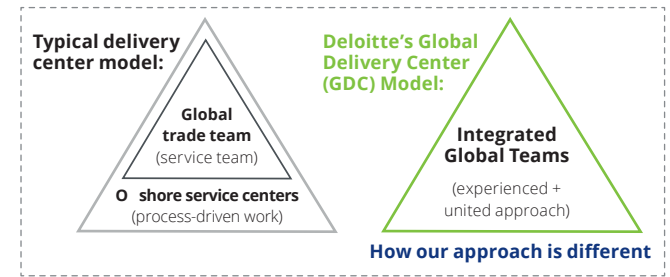 Typical delivery
center model:
Global
trade team
(service team)
O shore service centers
(process-driven work)
Deloitte’s Global
Delivery Center
(GDC) Model:
Integrated
Global Teams
(experienced +
united approach)
How our approach is different